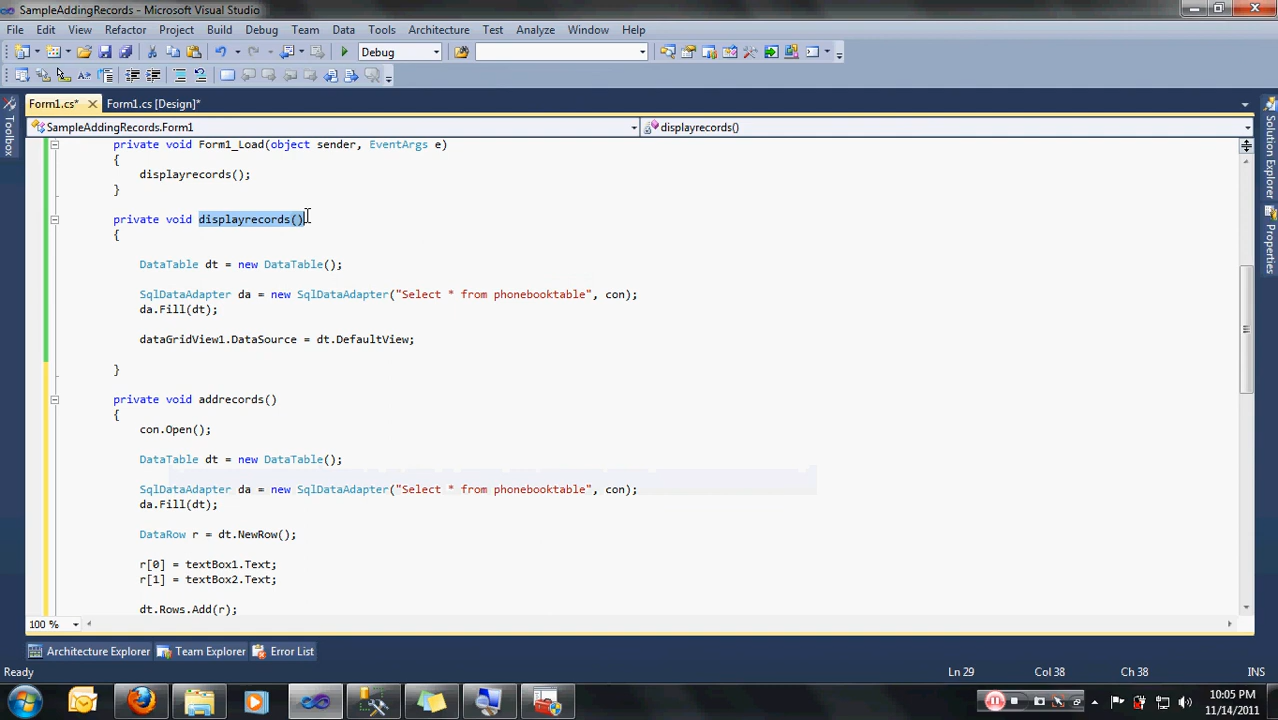 SampleAddingRecords - Microsoft Visual Studio
File Edit View Refactor Project Build Debug Team Data Tools Architecture Test Analyze Window Help
Debug
Form1.cs* Form1.cs [Design]*
SampleAddingRecords.Form1 displayrecords()
Toolbox
Solution Explorer
Properties
private void Form1_Load(object sender, EventArgs e)
{
displayrecords();
}
private void displayrecords()
{
DataTable dt = new DataTable();
SqlDataAdapter da = new SqlDataAdapter("Select * from phonebooktable", con);
da.Fill(dt);
dataGridView1.DataSource = dt.DefaultView;
}
private void addrecords()
{
con.Open();
DataTable dt = new DataTable();
SqlDataAdapter da = new SqlDataAdapter("Select * from phonebooktable", con);
da.Fill(dt);
DataRow r = dt.NewRow();
r[0] = textBox1.Text;
r[1] = textBox2.Text;
dt.Rows.Add(r);
100 %
Architecture Explorer Team Explorer Error List
Ready Ln 29 Col 38 Ch 38 INS
10:05 PM
11/14/2011